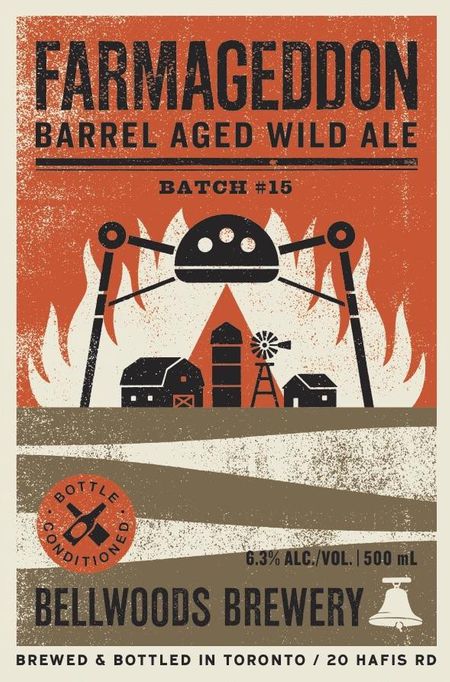 FARMAGEDDON
BARREL AGED WILD ALE
BATCH #15
• BOTTLE •
CONDITIONED
6.3% ALC./VOL. | 500 mL
BELLWOODS BREWERY
BREWED & BOTTLED IN TORONTO / 20 HAFIS RD